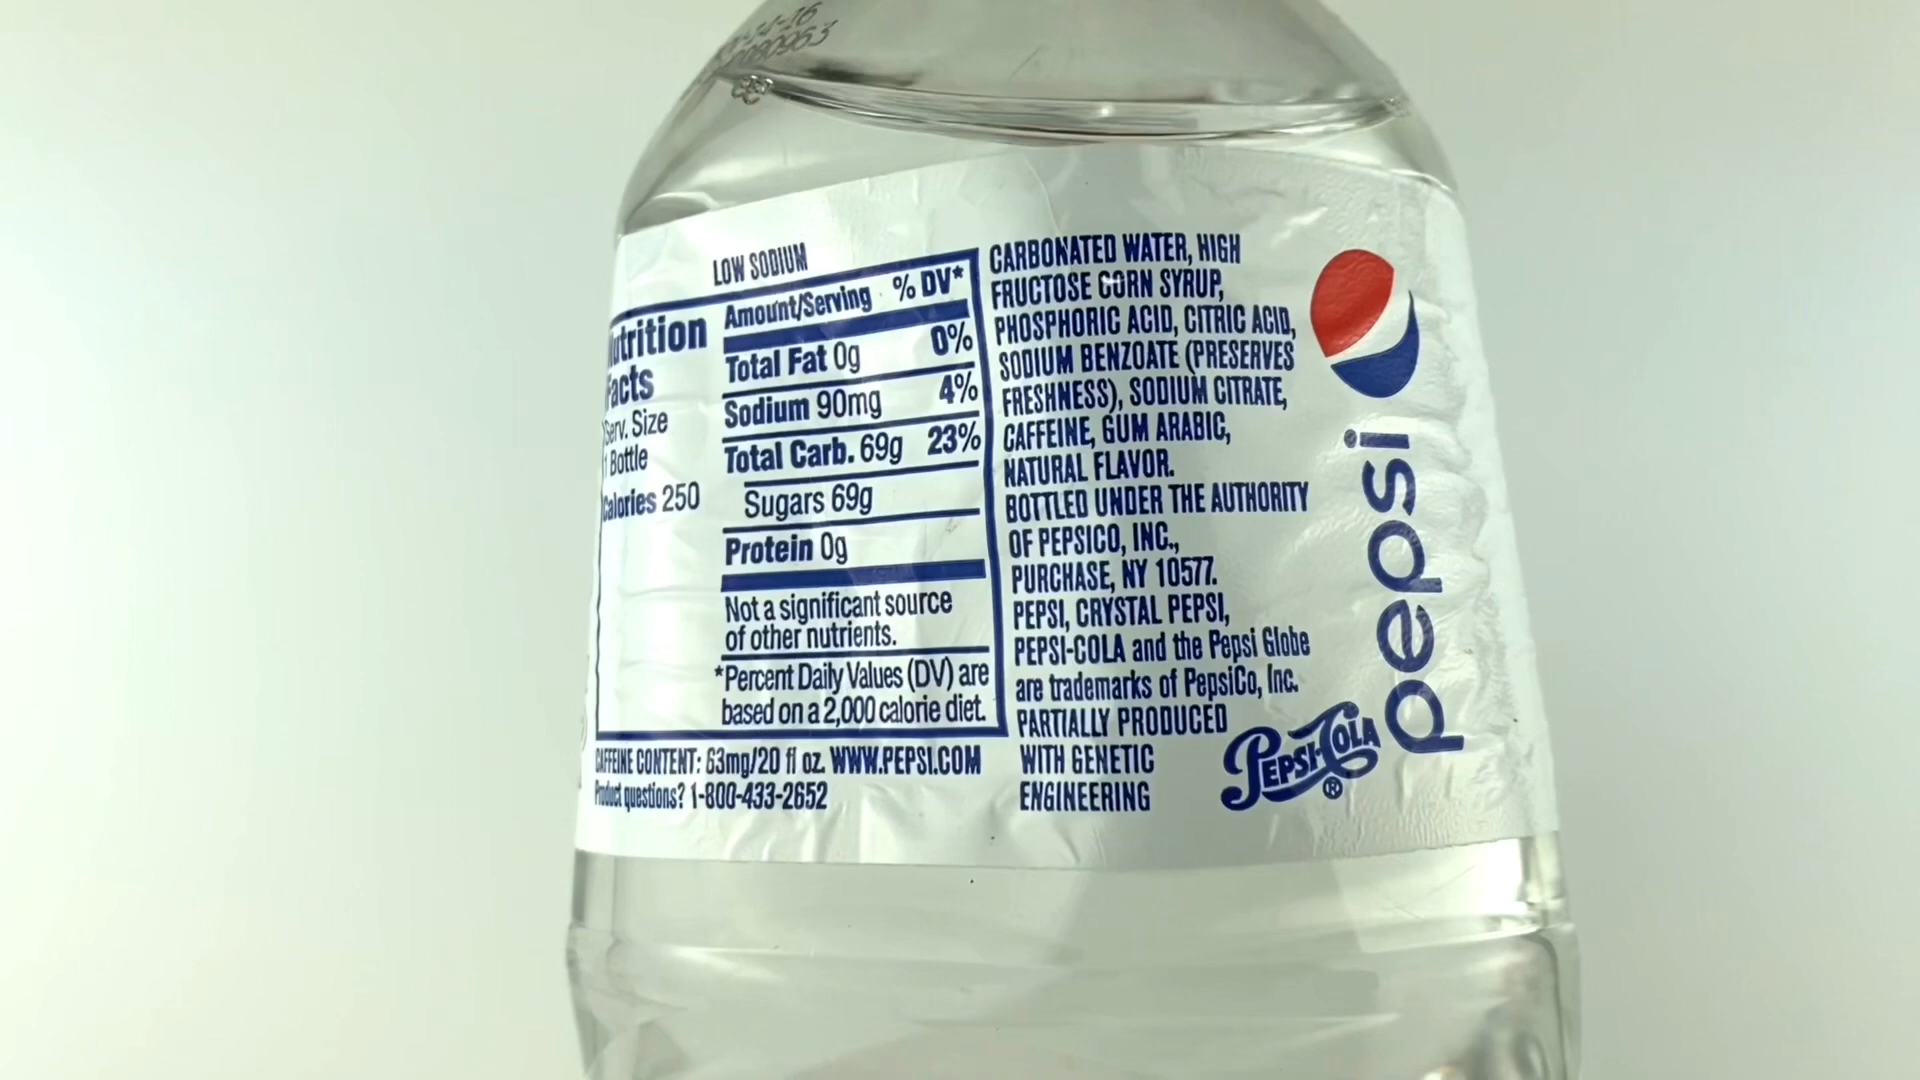 LOW SODIUM
Nutrition
Facts
Serv. Size
1 Bottle
Calories 250
Amount/Serving % DV*
Total Fat 0g 0%
Sodium 90mg 4%
Total Carb. 69g 23%
Sugars 69g
Protein 0g
Not a significant source
of other nutrients.
*Percent Daily Values (DV) are
based on a 2,000 calorie diet.
CAFFEINE CONTENT: 63mg/20 fl oz. WWW.PEPSI.COM
Product questions? 1-800-433-2652
CARBONATED WATER, HIGH
FRUCTOSE CORN SYRUP,
PHOSPHORIC ACID, CITRIC ACID,
SODIUM BENZOATE (PRESERVES
FRESHNESS), SODIUM CITRATE,
CAFFEINE, GUM ARABIC,
NATURAL FLAVOR.
BOTTLED UNDER THE AUTHORITY
OF PEPSICO, INC.,
PURCHASE, NY 10577.
PEPSI, CRYSTAL PEPSI,
PEPSI-COLA and the Pepsi Globe
are trademarks of PepsiCo, Inc.
PARTIALLY PRODUCED
WITH GENETIC
ENGINEERING
PEPSI-COLA ®
pepsi